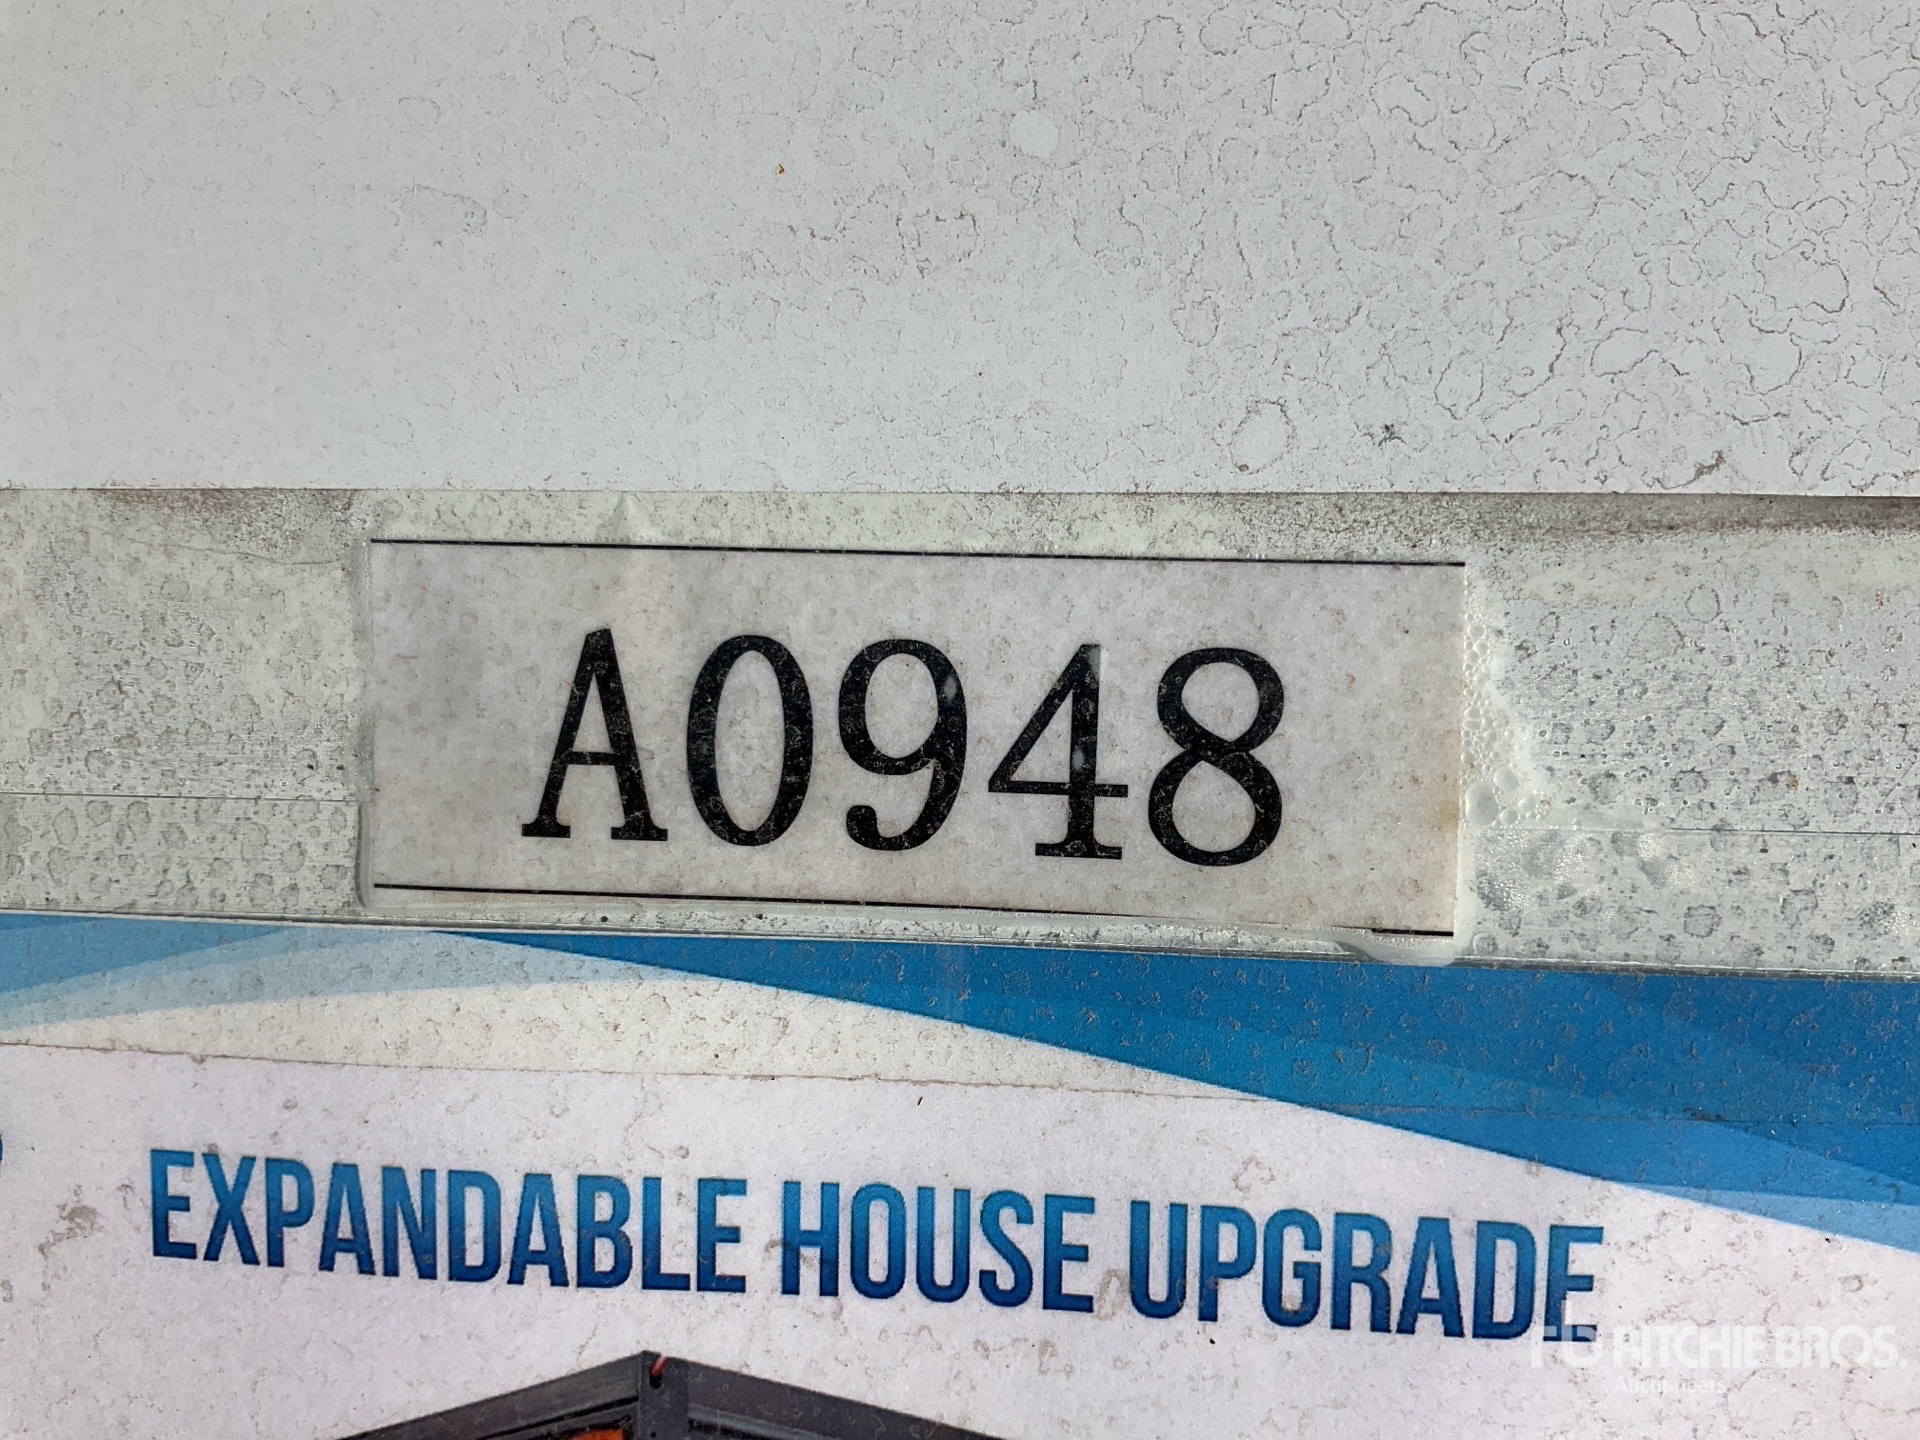 A0948
EXPANDABLE HOUSE UPGRADE
RITCHIE BROS.
Auctioneers